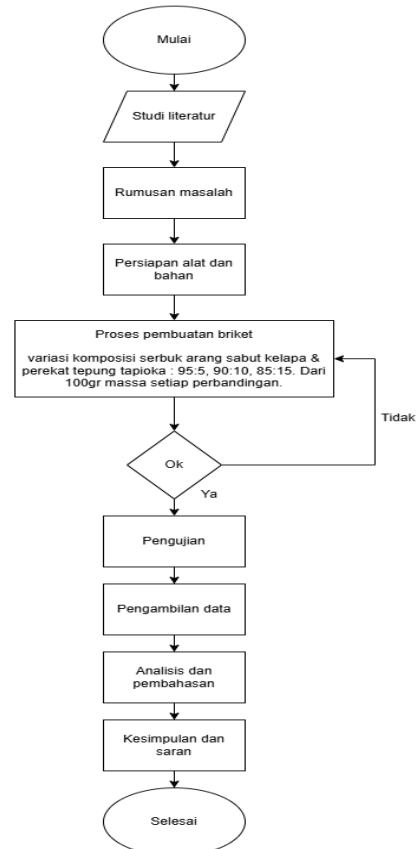 Mulai
Studi literatur
Rumusan masalah
Persiapan alat dan
bahan
Proses pembuatan briket
variasi komposisi serbuk arang sabut kelapa &
perekat tepung tapioka : 95:5, 90:10, 85:15. Dari
100gr massa setiap perbandingan.
Tidak
Ok
Ya
Pengujian
Pengambilan data
Analisis dan
pembahasan
Kesimpulan dan
saran
Selesai